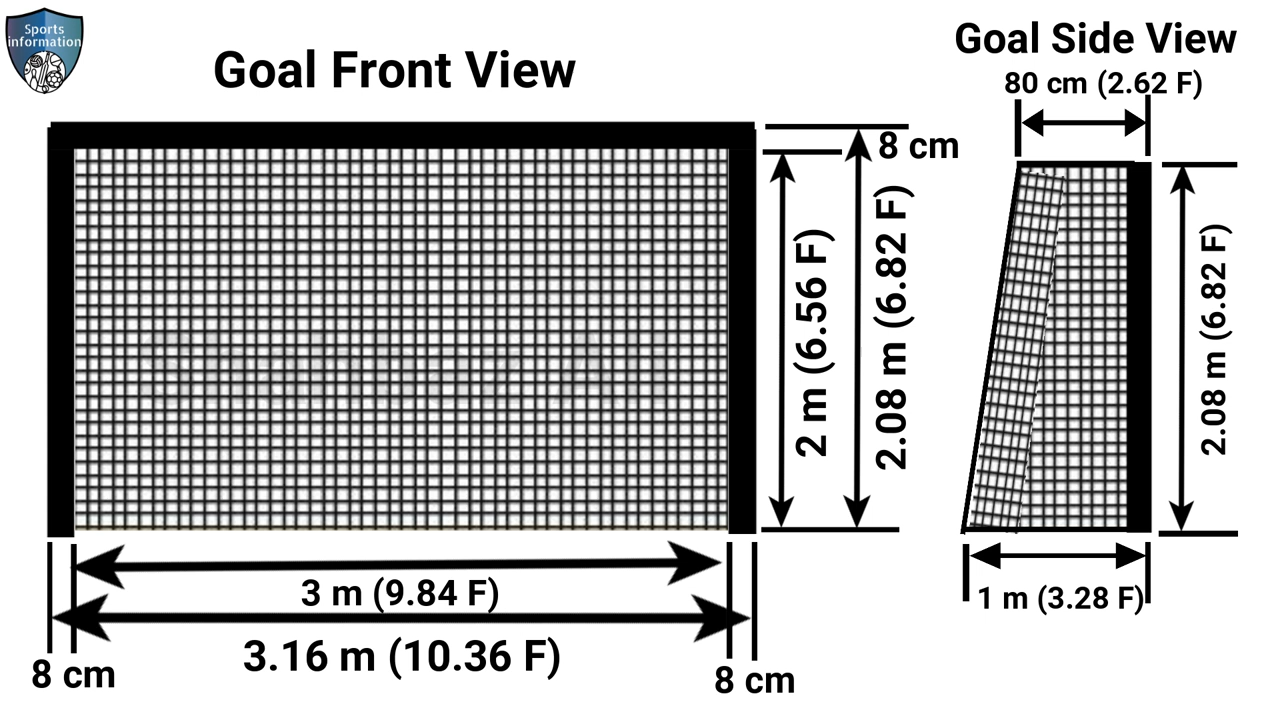 Sports
information
Goal Front View
Goal Side View
80 cm (2.62 F)
8 cm
2 m (6.56 F)
2.08 m (6.82 F)
2.08 m (6.82 F)
3 m (9.84 F)
3.16 m (10.36 F)
8 cm
8 cm
1 m (3.28 F)